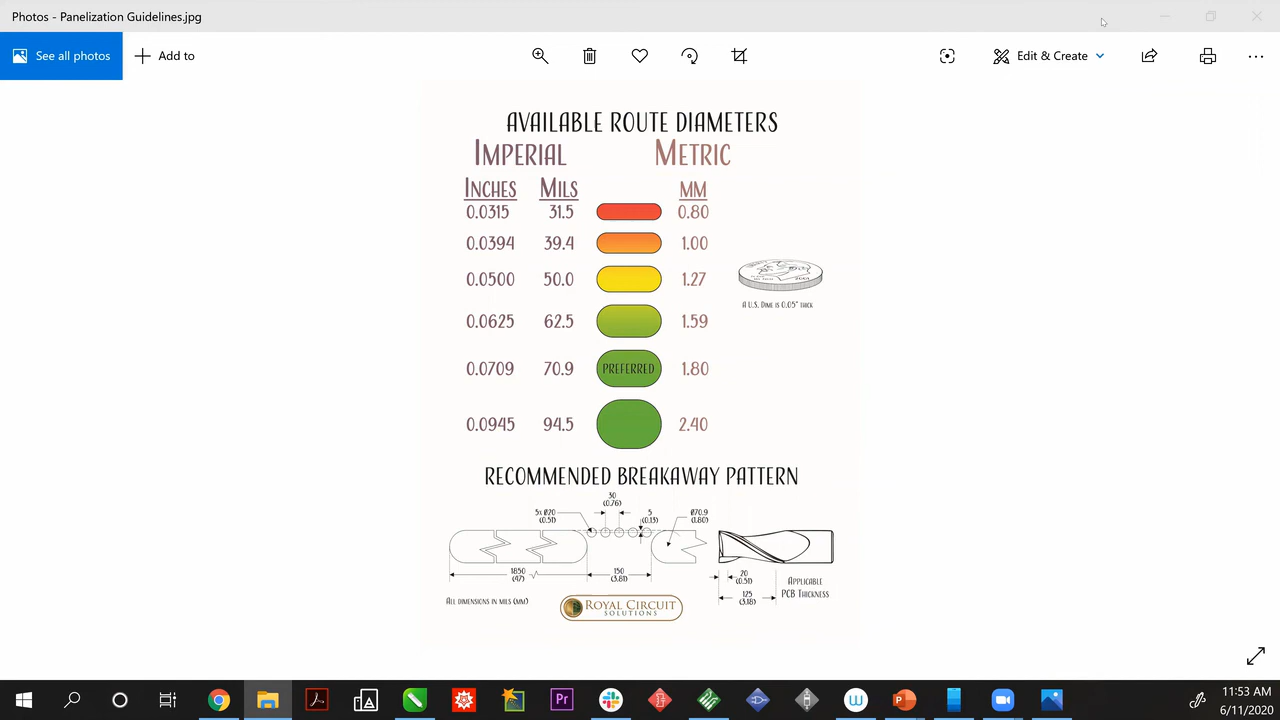 Photos - Panelization Guidelines.jpg
See all photos
Add to
Edit & Create
AVAILABLE ROUTE DIAMETERS
IMPERIAL METRIC
INCHES MILS MM
0.0315 31.5 0.80
0.0394 39.4 1.00
0.0500 50.0 1.27
A U.S. DIME IS 0.05" THICK
0.0625 62.5 1.59
0.0709 70.9 PREFERRED 1.80
0.0945 94.5 2.40
RECOMMENDED BREAKAWAY PATTERN
30
(0.76)
5x Ø20
(0.51)
5
(0.13)
Ø70.9
(1.80)
1850
(47)
150
(3.81)
20
(0.51)
125
(3.18)
APPLICABLE
PCB THICKNESS
ALL DIMENSIONS IN MILS (MM)
ROYAL CIRCUIT
SOLUTIONS
11:53 AM
6/11/2020